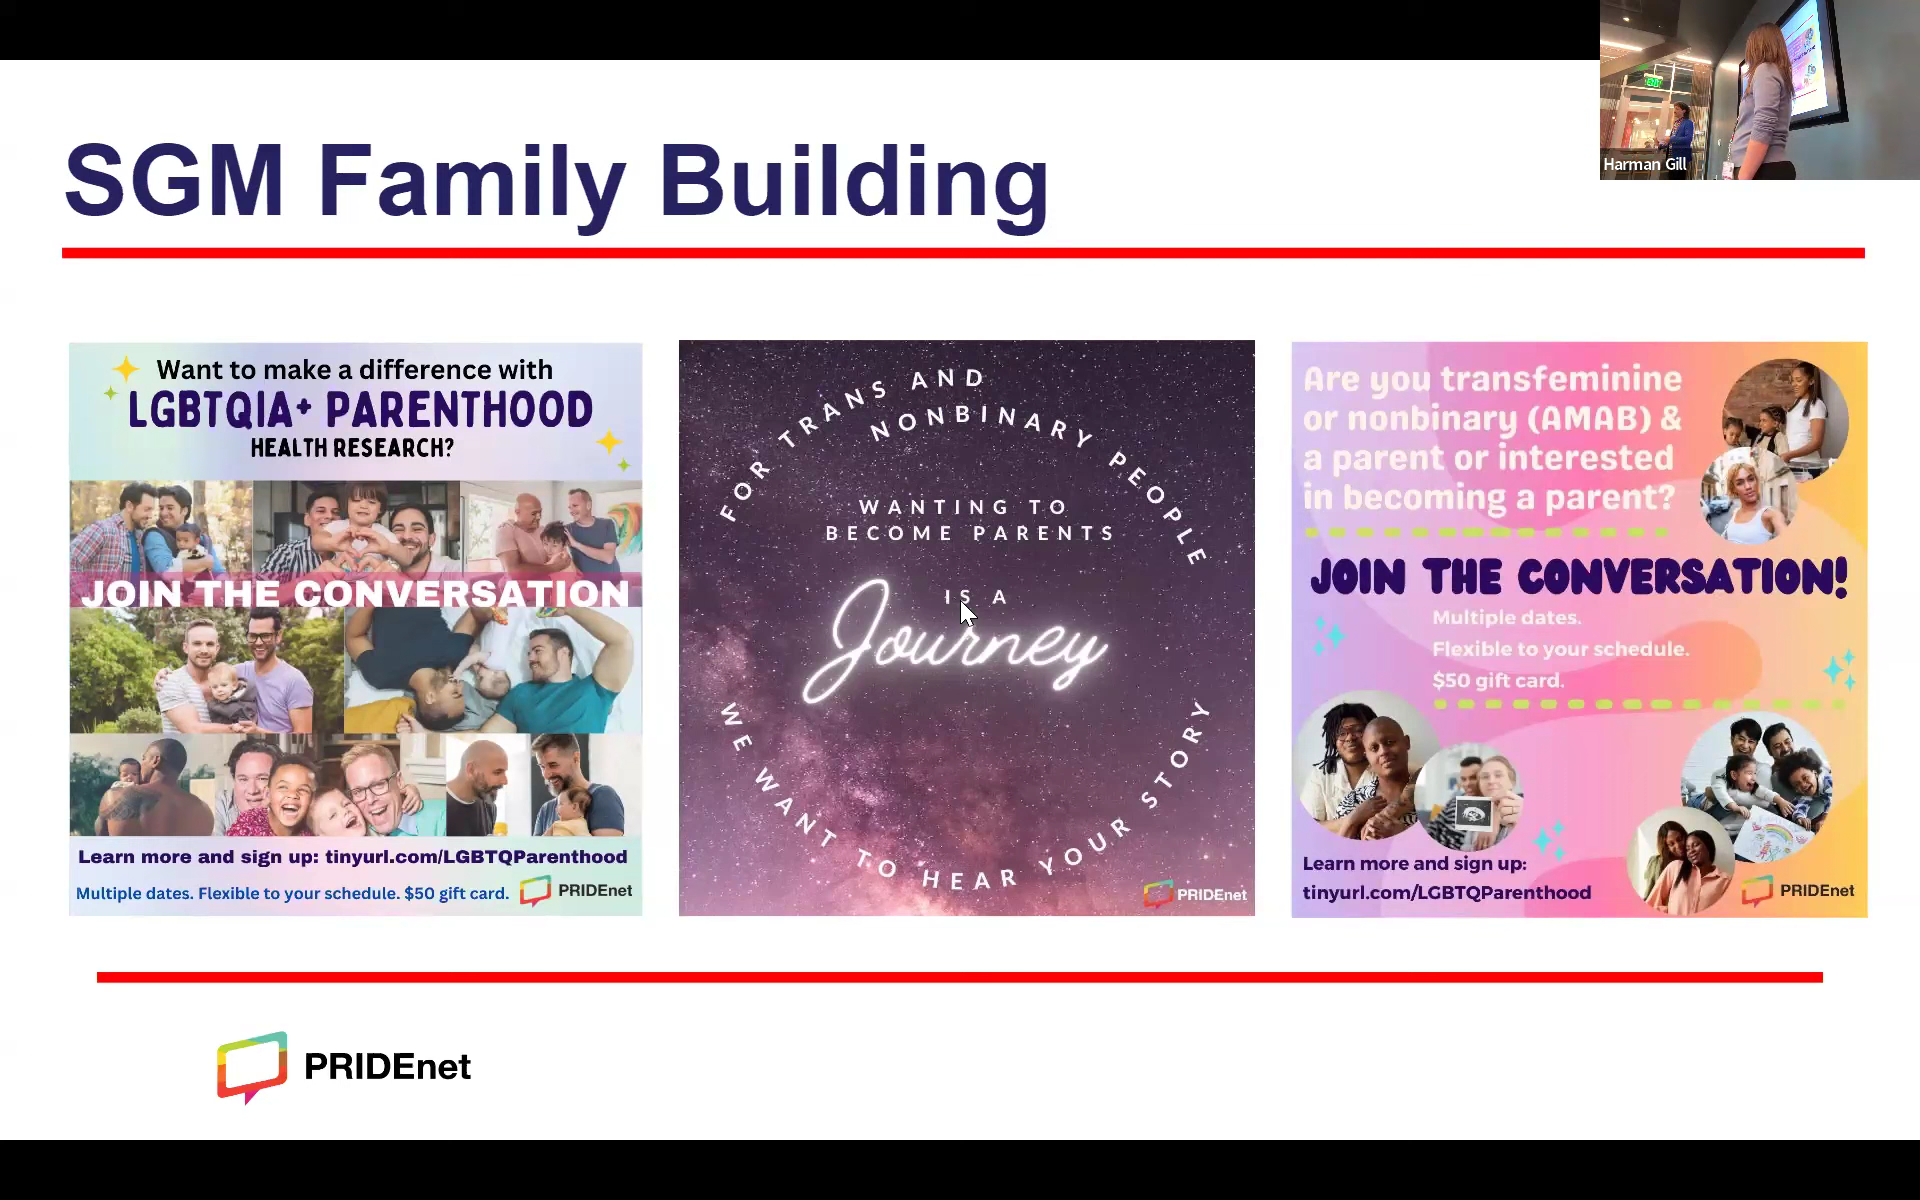 Harman Gill
SGM Family Building
Want to make a difference with
LGBTQIA+ PARENTHOOD
HEALTH RESEARCH?
JOIN THE CONVERSATION
Learn more and sign up: tinyurl.com/LGBTQParenthood
Multiple dates. Flexible to your schedule. $50 gift card.
PRIDEnet
FOR TRANS AND
NONBINARY PEOPLE
WANTING TO
BECOME PARENTS
IS A
Journey
WE WANT TO HEAR YOUR STORY
PRIDEnet
Are you transfeminine
or nonbinary (AMAB) &
a parent or interested
in becoming a parent?
JOIN THE CONVERSATION!
Multiple dates.
Flexible to your schedule.
$50 gift card.
Learn more and sign up:
tinyurl.com/LGBTQParenthood
PRIDEnet
PRIDEnet